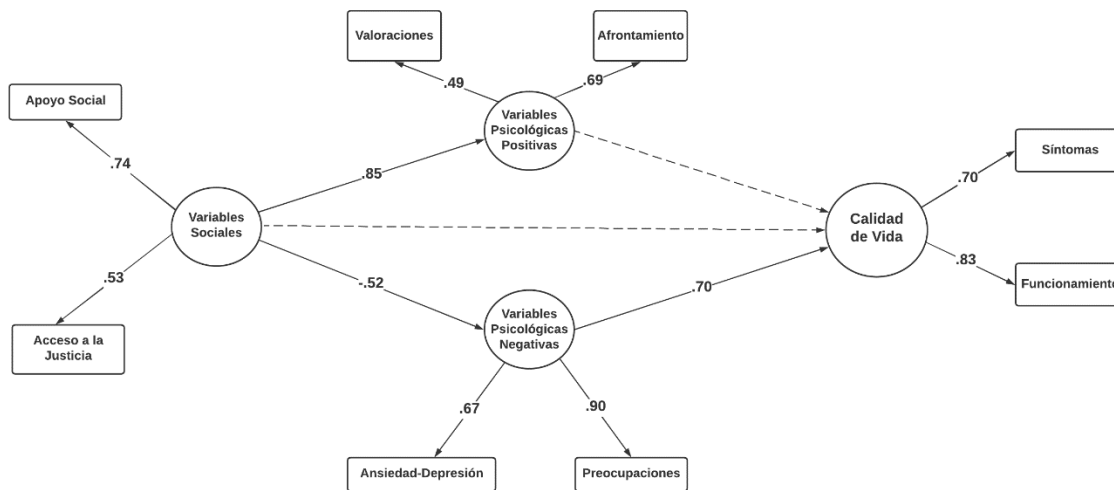 Valoraciones
Afrontamiento
.49
.69
Apoyo Social
Variables
Psicológicas
Positivas
.74
.85
Síntomas
.70
Variables
Sociales
Calidad
de Vida
.53
-.52
.70
.83
Funcionamiento
Acceso a la
Justicia
Variables
Psicológicas
Negativas
.67
.90
Ansiedad-Depresión
Preocupaciones